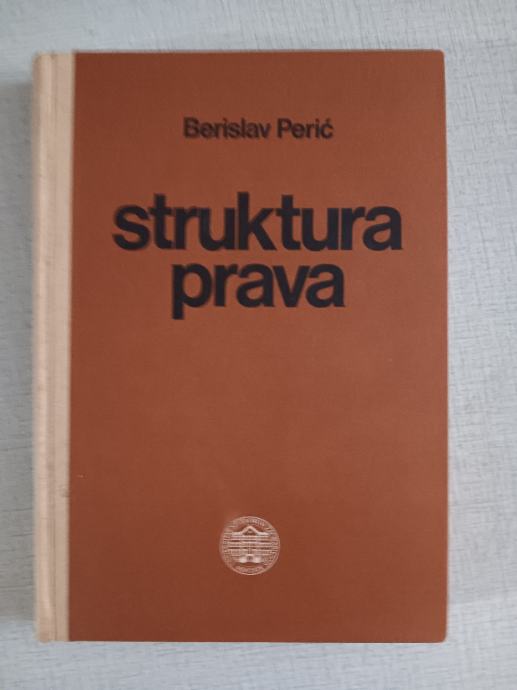 Berislav Perić
struktura
prava